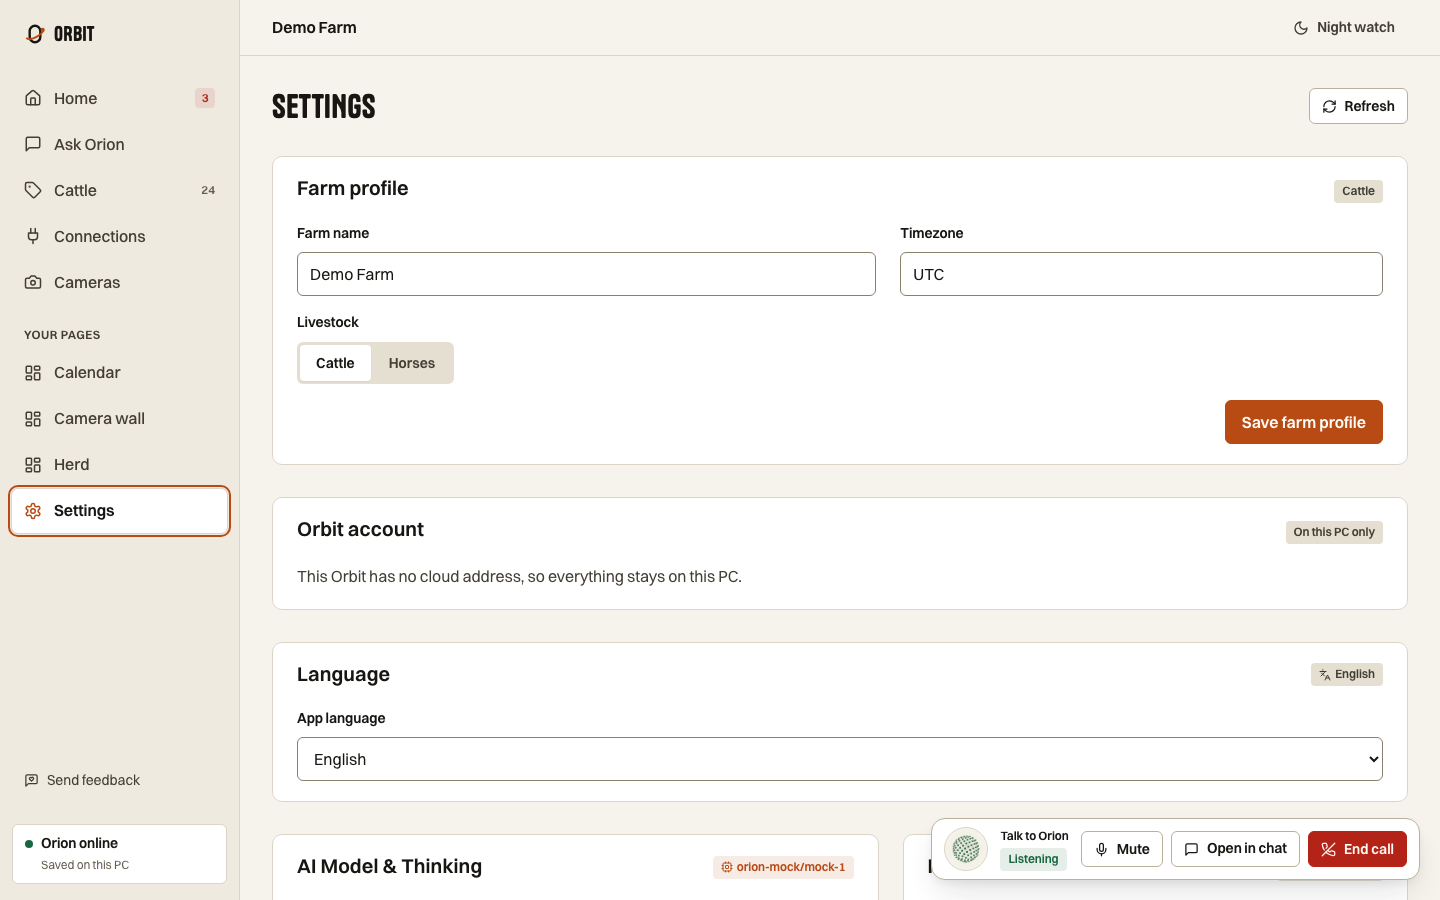 ORBIT
Demo Farm
Night watch
Home
3
Ask Orion
Cattle
24
Connections
Cameras
YOUR PAGES
Calendar
Camera wall
Herd
Settings
Send feedback
Orion online
Saved on this PC
SETTINGS
Refresh
Farm profile
Cattle
Farm name
Timezone
Demo Farm
UTC
Livestock
Cattle
Horses
Save farm profile
Orbit account
On this PC only
This Orbit has no cloud address, so everything stays on this PC.
Language
English
App language
English
AI Model & Thinking
orion-mock/mock-1
Talk to Orion
Listening
Mute
Open in chat
End call